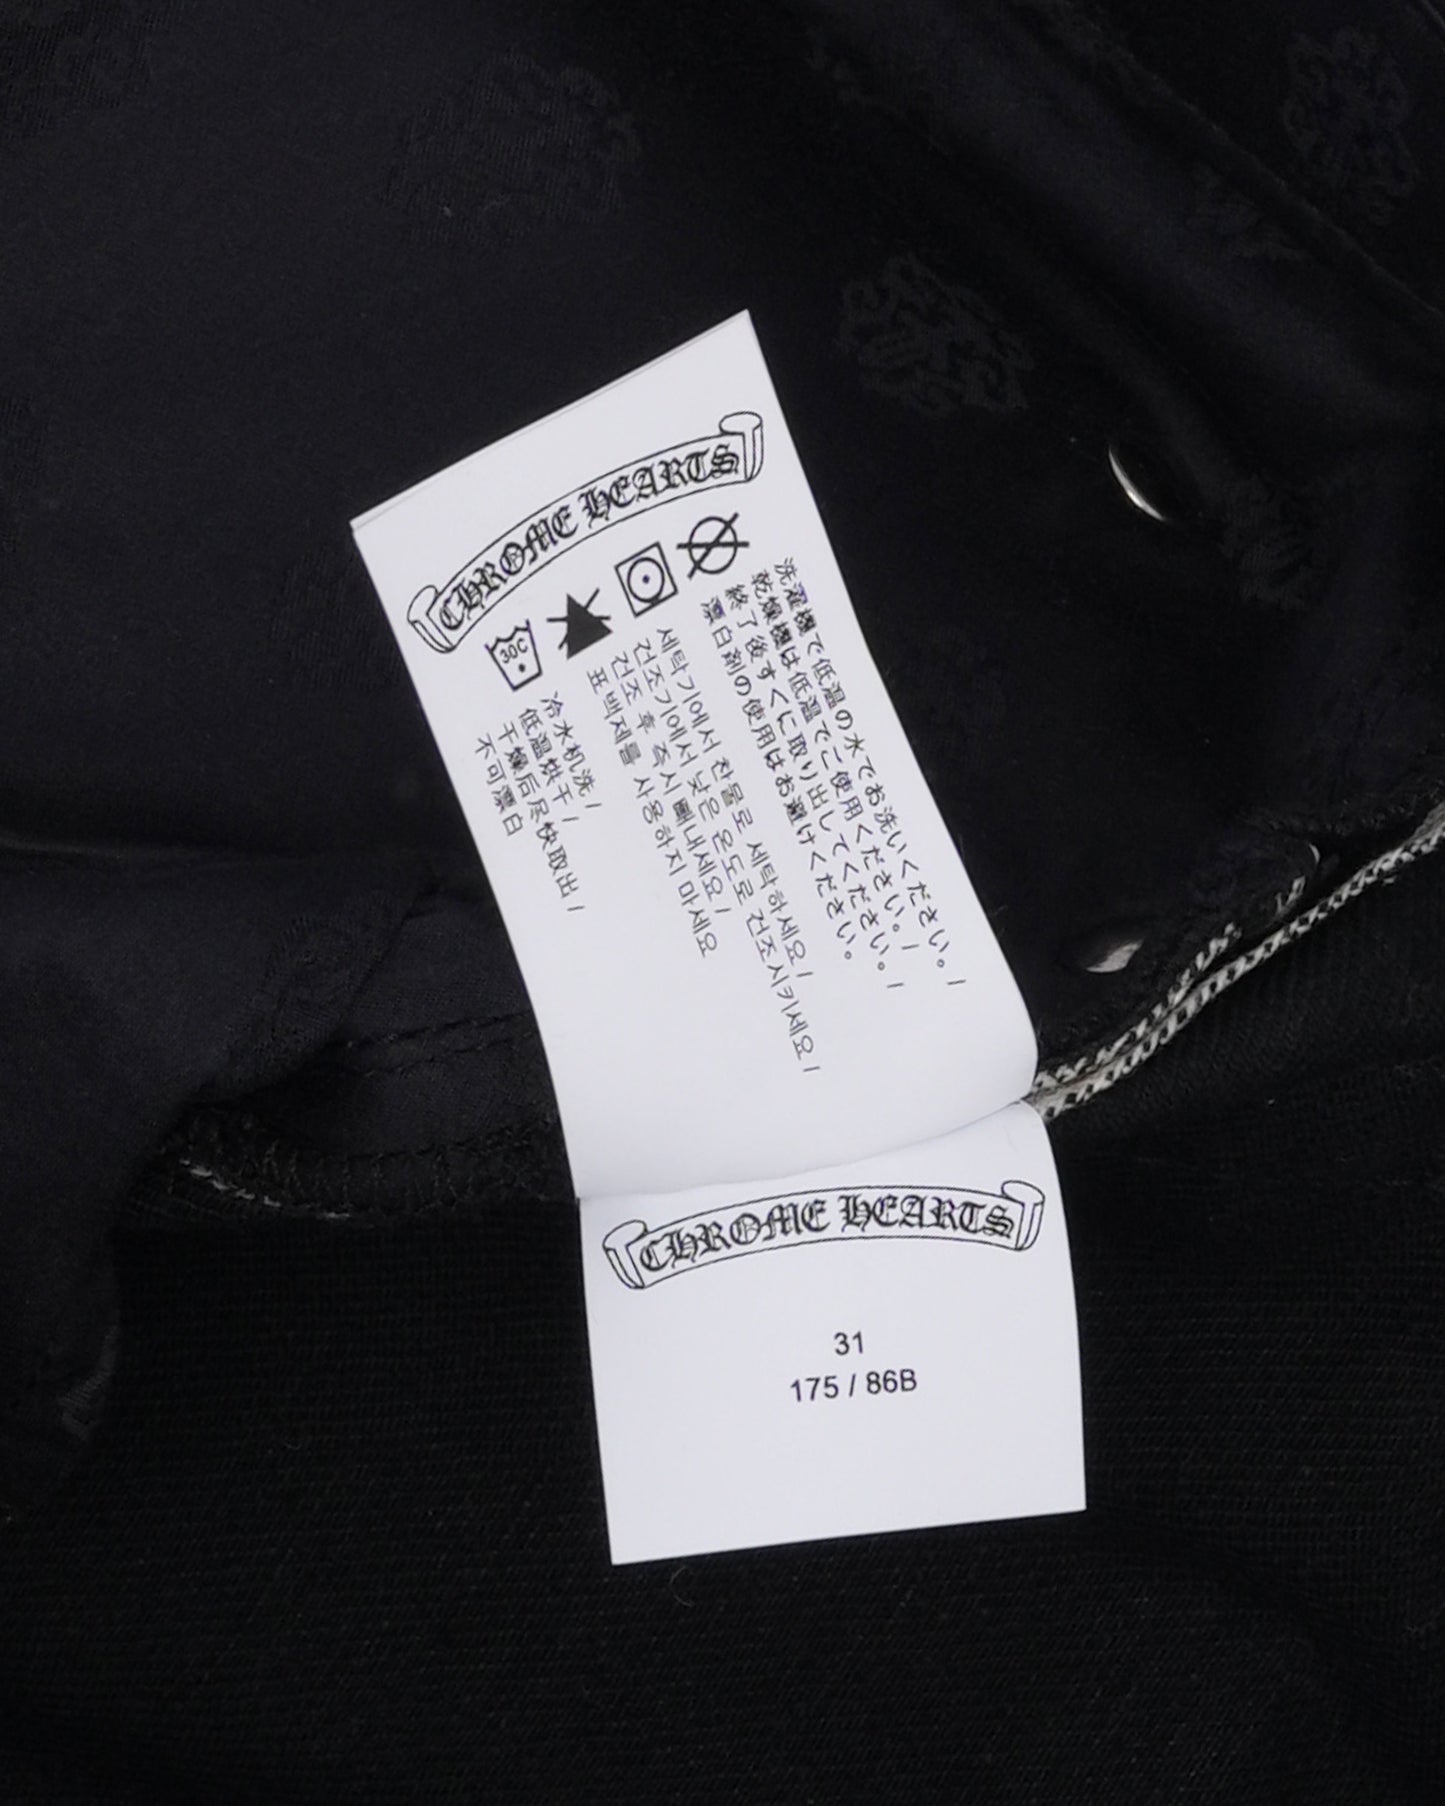 CHROME HEARTS
30C
冷水机洗 /
低温烘干 /
干燥后尽快取出 /
不可漂白
세탁기에서 찬물로 세탁하세요 /
건조기에서 낮은 온도로 건조시키세요 /
건조 후 즉시 빼내세요 /
표백제를 사용하지 마세요
洗濯機で低温の水でお洗いください。 /
乾燥機は低温でご使用ください。 /
終了後すぐに取り出してください。 /
漂白剤の使用はお避けください。
CHROME HEARTS
31
175 / 86B